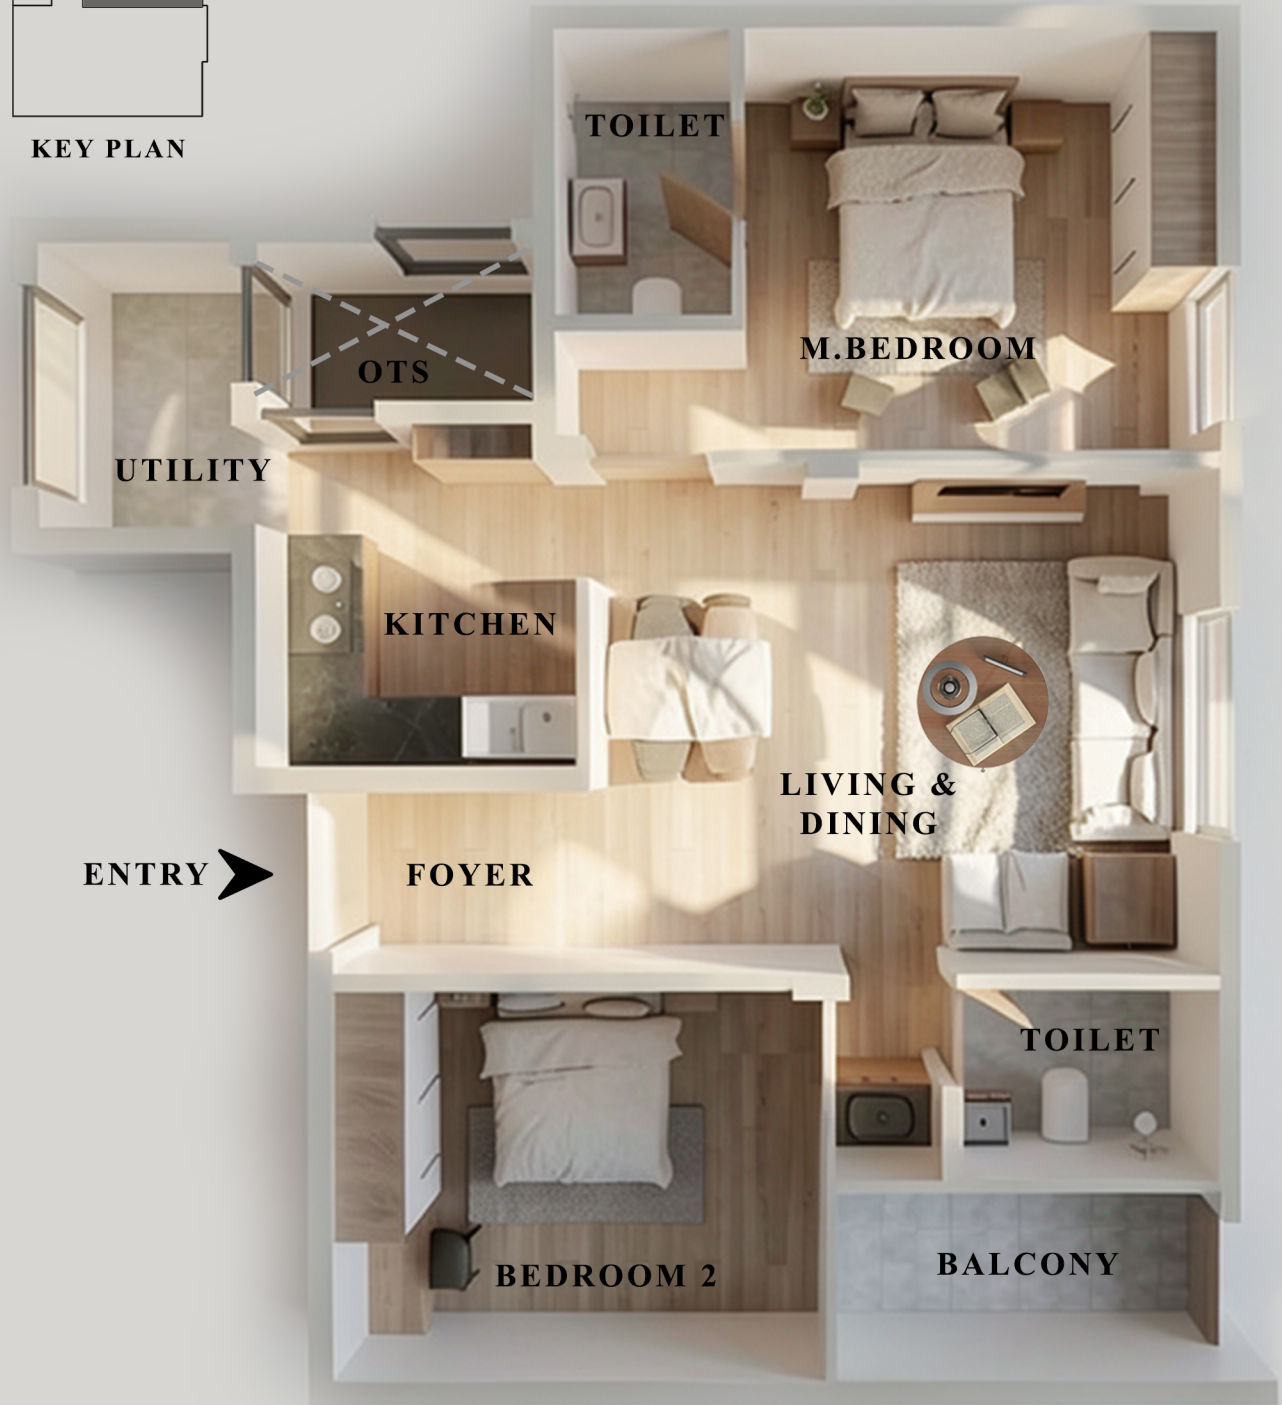 KEY PLAN
TOILET
M.BEDROOM
OTS
UTILITY
KITCHEN
LIVING &
DINING
ENTRY
FOYER
TOILET
BEDROOM 2
BALCONY